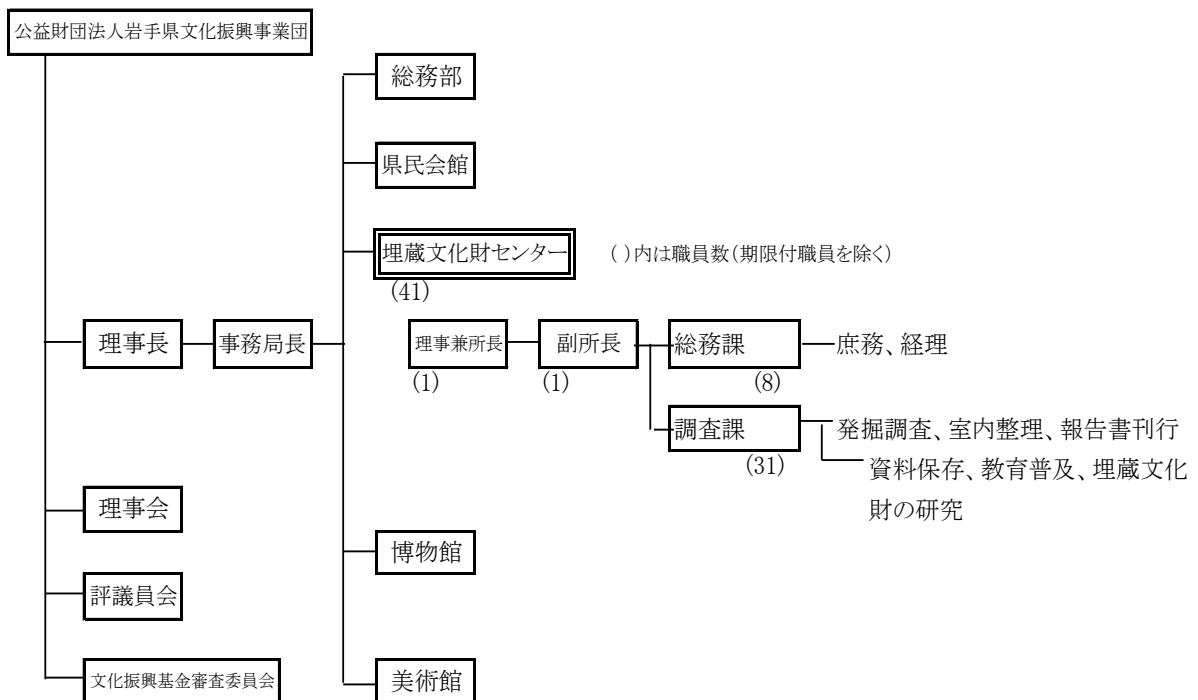 公益財団法人岩手県文化振興事業団
総務部
県民会館
埋蔵文化財センター
( )内は職員数(期限付職員を除く)
(41)
理事長
事務局長
理事兼所長
副所長
総務課
庶務、経理
(1)
(1)
(8)
調査課
発掘調査、室内整理、報告書刊行
(31)
資料保存、教育普及、埋蔵文化
財の研究
理事会
博物館
評議員会
文化振興基金審査委員会
美術館